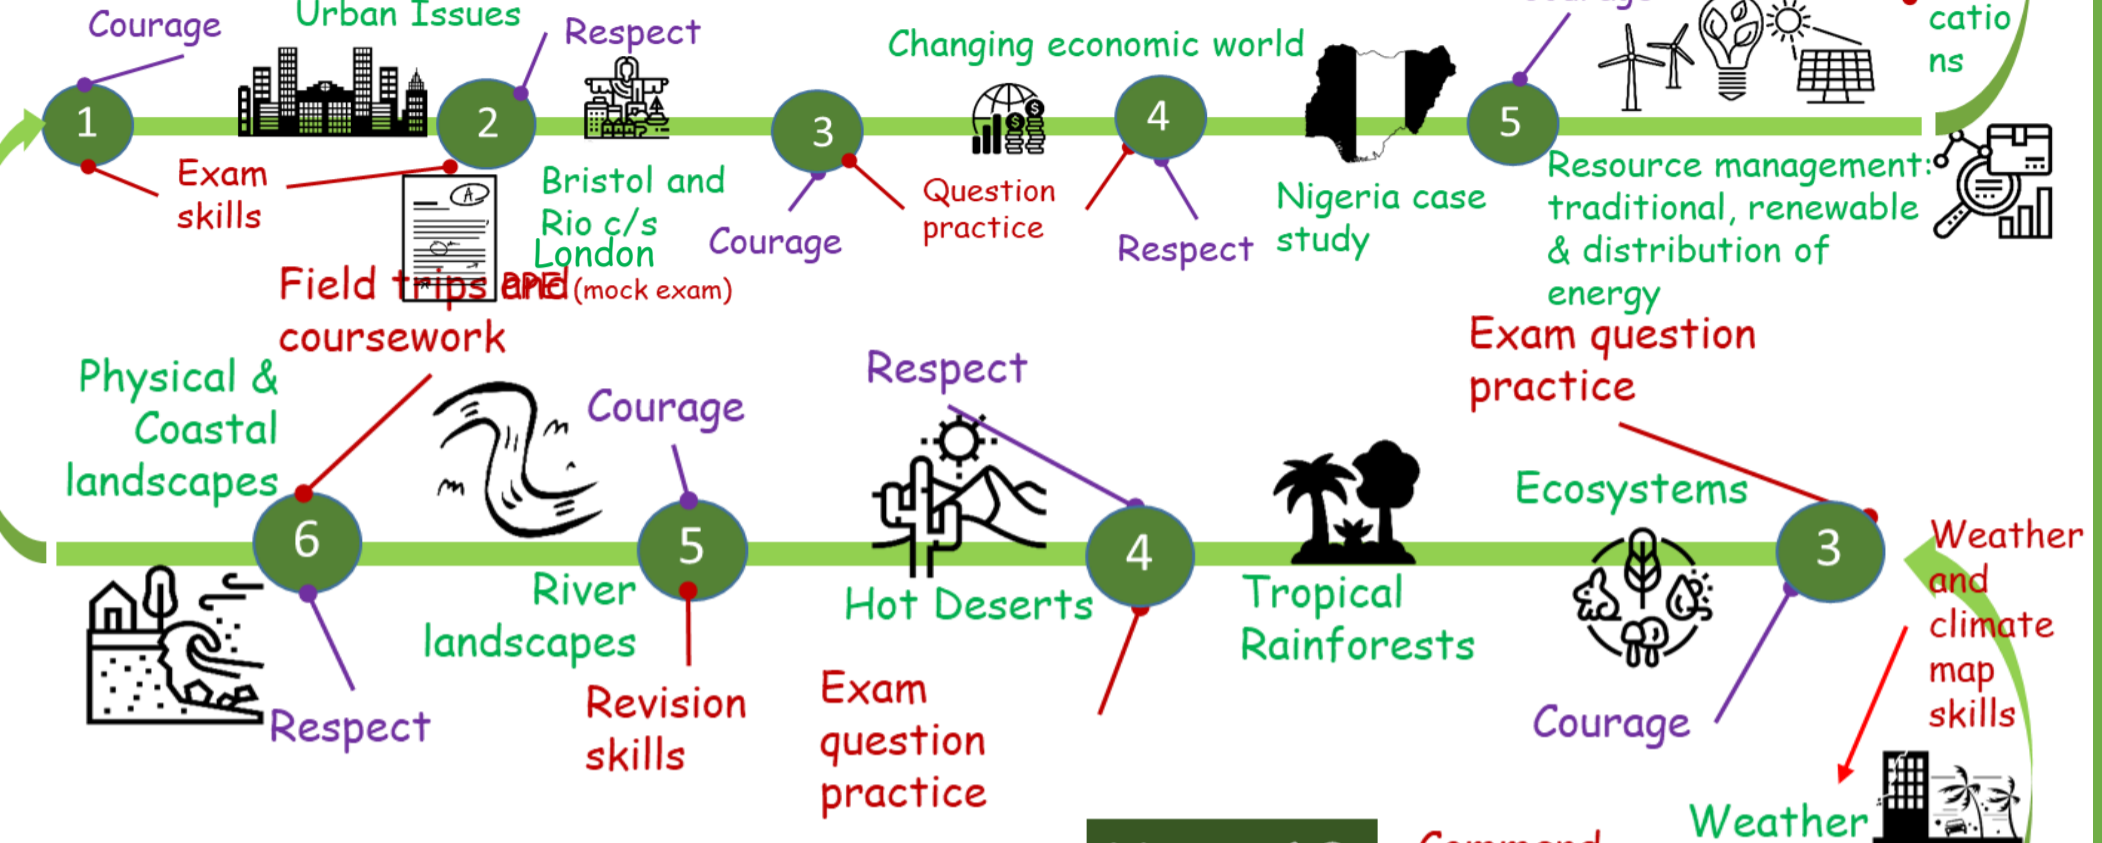 Courage
Urban Issues
Respect
Changing economic world
catio
ns
1
2
3
4
5
Exam
skills
A+
Bristol and
Rio c/s
London
Courage
Question
practice
Respect
Nigeria case
study
Resource management:
traditional, renewable
& distribution of
energy
Field trips and
coursework
PPE (mock exam)
Exam question
practice
Physical &
Coastal
landscapes
Courage
Respect
Ecosystems
6
5
4
3
River
landscapes
Hot Deserts
Tropical
Rainforests
Weather
and
climate
map
skills
Respect
Revision
skills
Exam
question
practice
Courage
Weather
Command